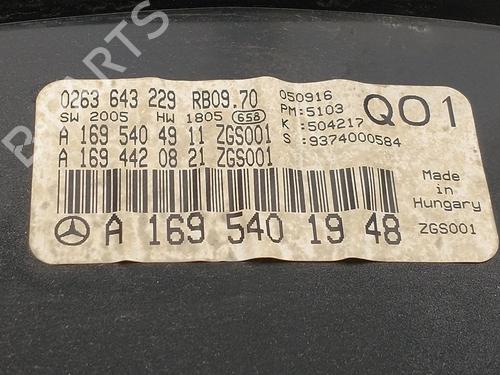 0263 643 229 RB09.70
SW 2005 HW 1805 658
A 169 540 49 11 ZGS001
A 169 442 08 21 ZGS001
A 169 540 19 48
050916
PM: 5103
K : 504217
S : 9374000584
Q01
Made
in
Hungary
ZGS001
PARTS